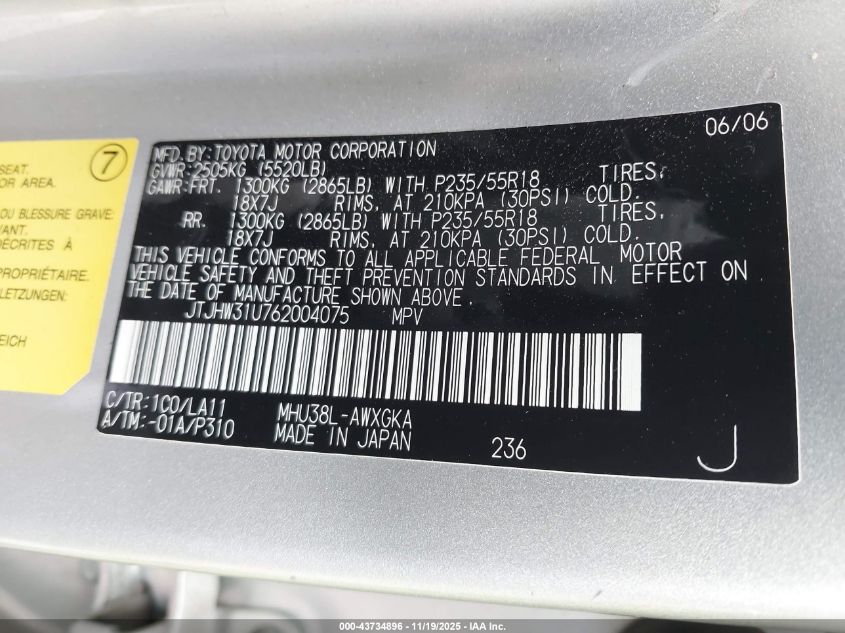 SEAT.
OR AREA.
7
OU BLESSURE GRAVE:
VANT.
DÉCRITES À
PROPRIÉTAIRE.
LETZUNGEN:
EICH
06/06
MFD. BY: TOYOTA MOTOR CORPORATION
GVWR: 2505KG (5520LB)
GAWR: FRT. 1300KG (2865LB) WITH P235/55R18 TIRES,
18X7J RIMS, AT 210KPA (30PSI) COLD,
RR. 1300KG (2865LB) WITH P235/55R18 TIRES,
18X7J RIMS, AT 210KPA (30PSI) COLD,
THIS VEHICLE CONFORMS TO ALL APPLICABLE FEDERAL MOTOR
VEHICLE SAFETY AND THEFT PREVENTION STANDARDS IN EFFECT ON
THE DATE OF MANUFACTURE SHOWN ABOVE.
JTJHW31U762004075 MPV
C/TR: 1C0/LA11 MHU38L-AWXGKA
A/TM: -01A/P310 MADE IN JAPAN 236 J
000-43734896 - 11/19/2025 - IAA Inc.